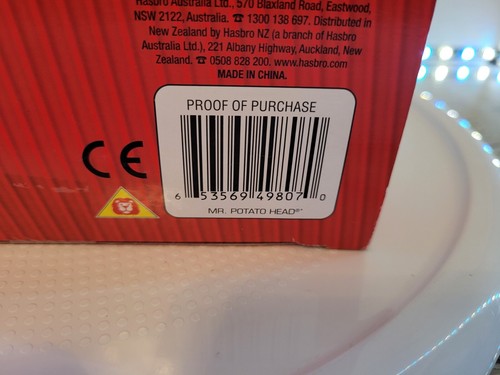 Hasbro Australia Ltd., 570 Blaxland Road, Eastwood,
NSW 2122, Australia. ☎ 1300 138 697. Distributed in
New Zealand by Hasbro NZ (a branch of Hasbro
Australia Ltd.), 221 Albany Highway, Auckland, New
Zealand. ☎ 0508 828 200. www.hasbro.com
MADE IN CHINA.
PROOF OF PURCHASE
CE
6 53569 49807 0
MR. POTATO HEAD®*